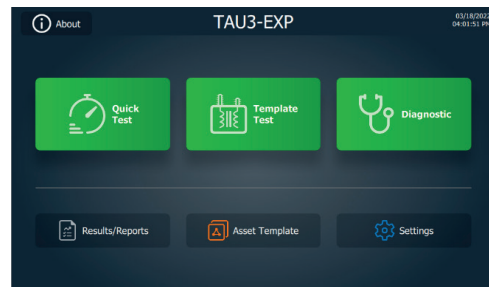 About
TAU3-EXP
03/18/2022
04:01:51 PM
Quick
Test
Template
Test
Diagnostic
Results/Reports
Asset Template
Settings